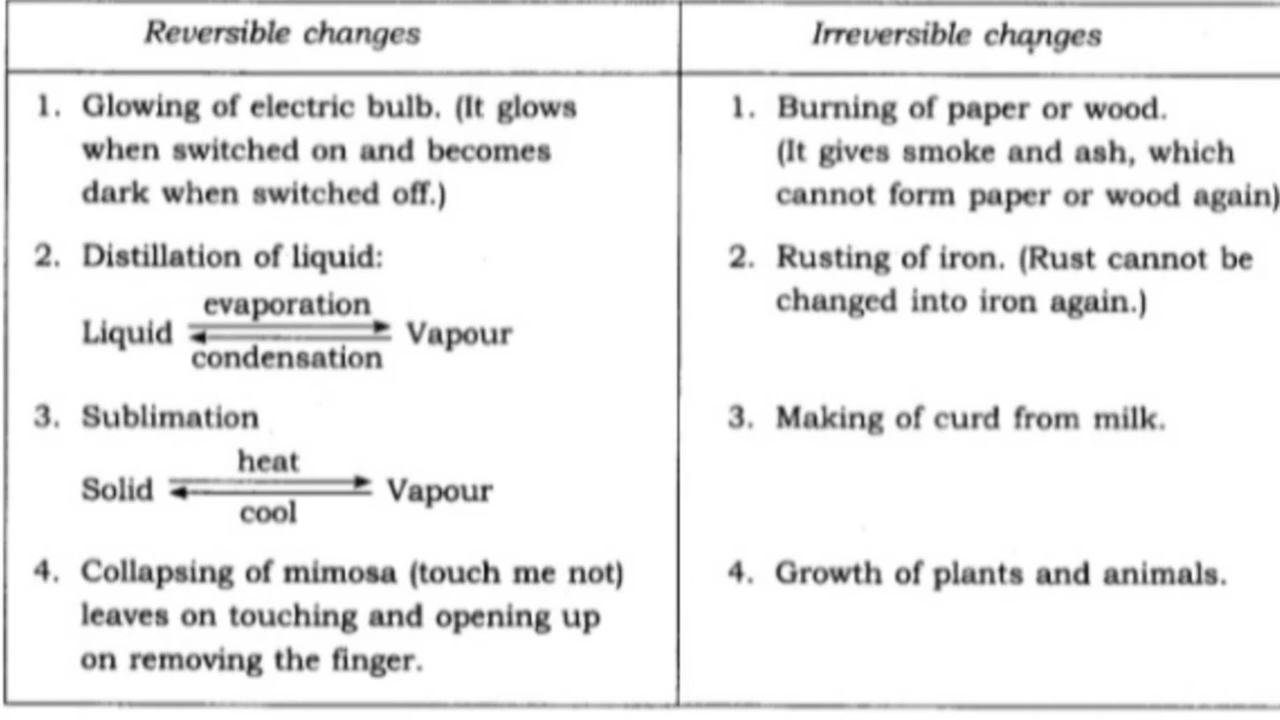 Reversible changes
Irreversible changes
1. Glowing of electric bulb. (It glows
when switched on and becomes
dark when switched off.)
2. Distillation of liquid:
evaporation
Liquid ⇌ Vapour
condensation
3. Sublimation
heat
Solid ⇌ Vapour
cool
4. Collapsing of mimosa (touch me not)
leaves on touching and opening up
on removing the finger.
1. Burning of paper or wood.
(It gives smoke and ash, which
cannot form paper or wood again)
2. Rusting of iron. (Rust cannot be
changed into iron again.)
3. Making of curd from milk.
4. Growth of plants and animals.